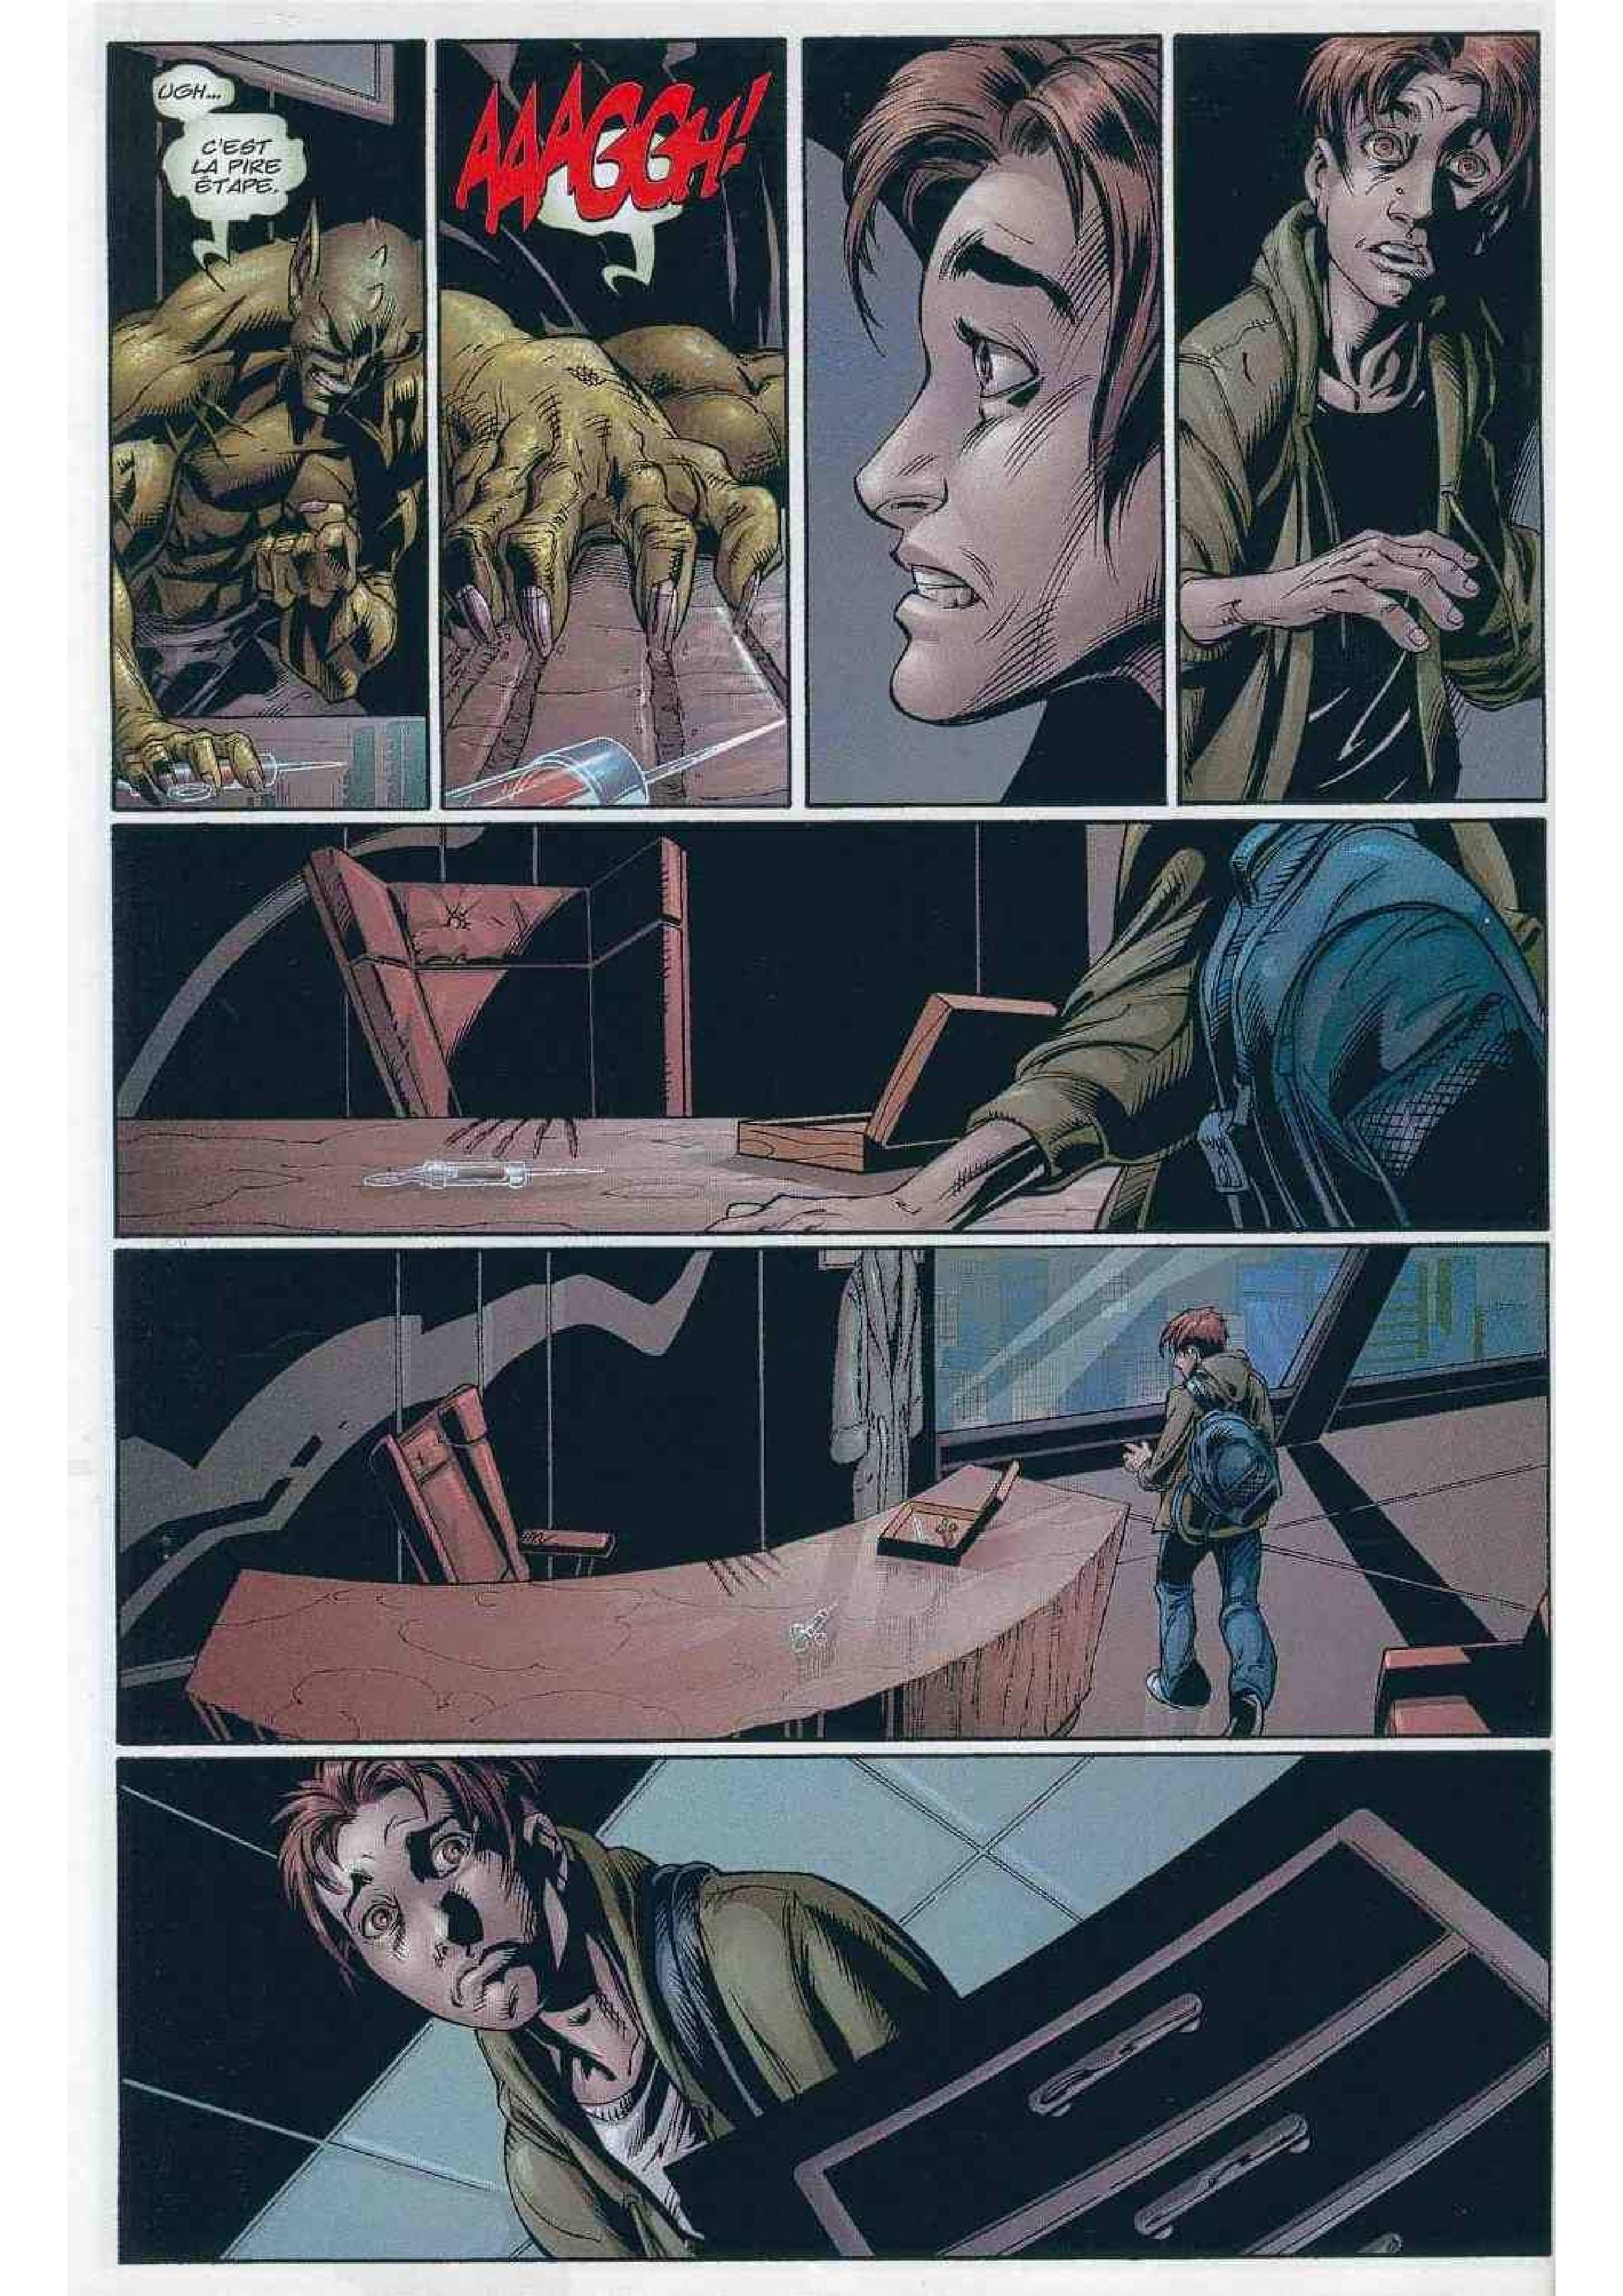 UGH...
C'EST
LA PIRE
ÉTAPE.
AAAGGH!